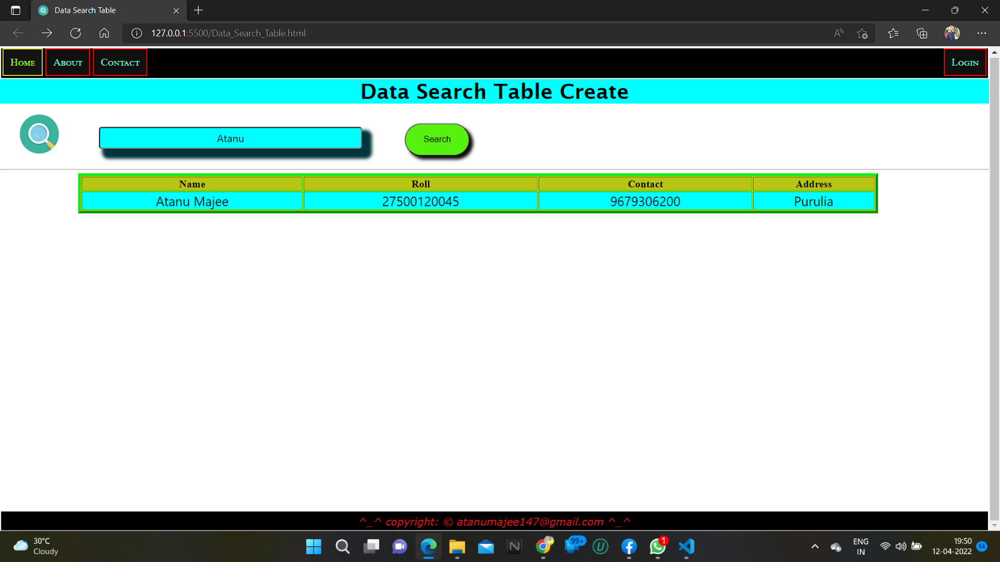 Data Search Table
127.0.0.1:5500/Data_Search_Table.html
Home About Contact Login
Data Search Table Create
Atanu Search
Name Roll Contact Address
Atanu Majee 27500120045 9679306200 Purulia
^_^ copyright: © atanumajee147@gmail.com ^_^
30°C
Cloudy
99+
1
ENG
IN
19:50
12-04-2022
14